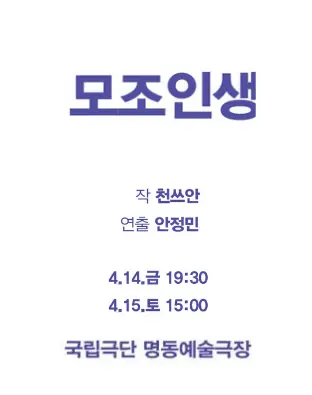 모조인생
작 천쓰안
연출 안정민
4.14.금 19:30
4.15.토 15:00
국립극단 명동예술극장